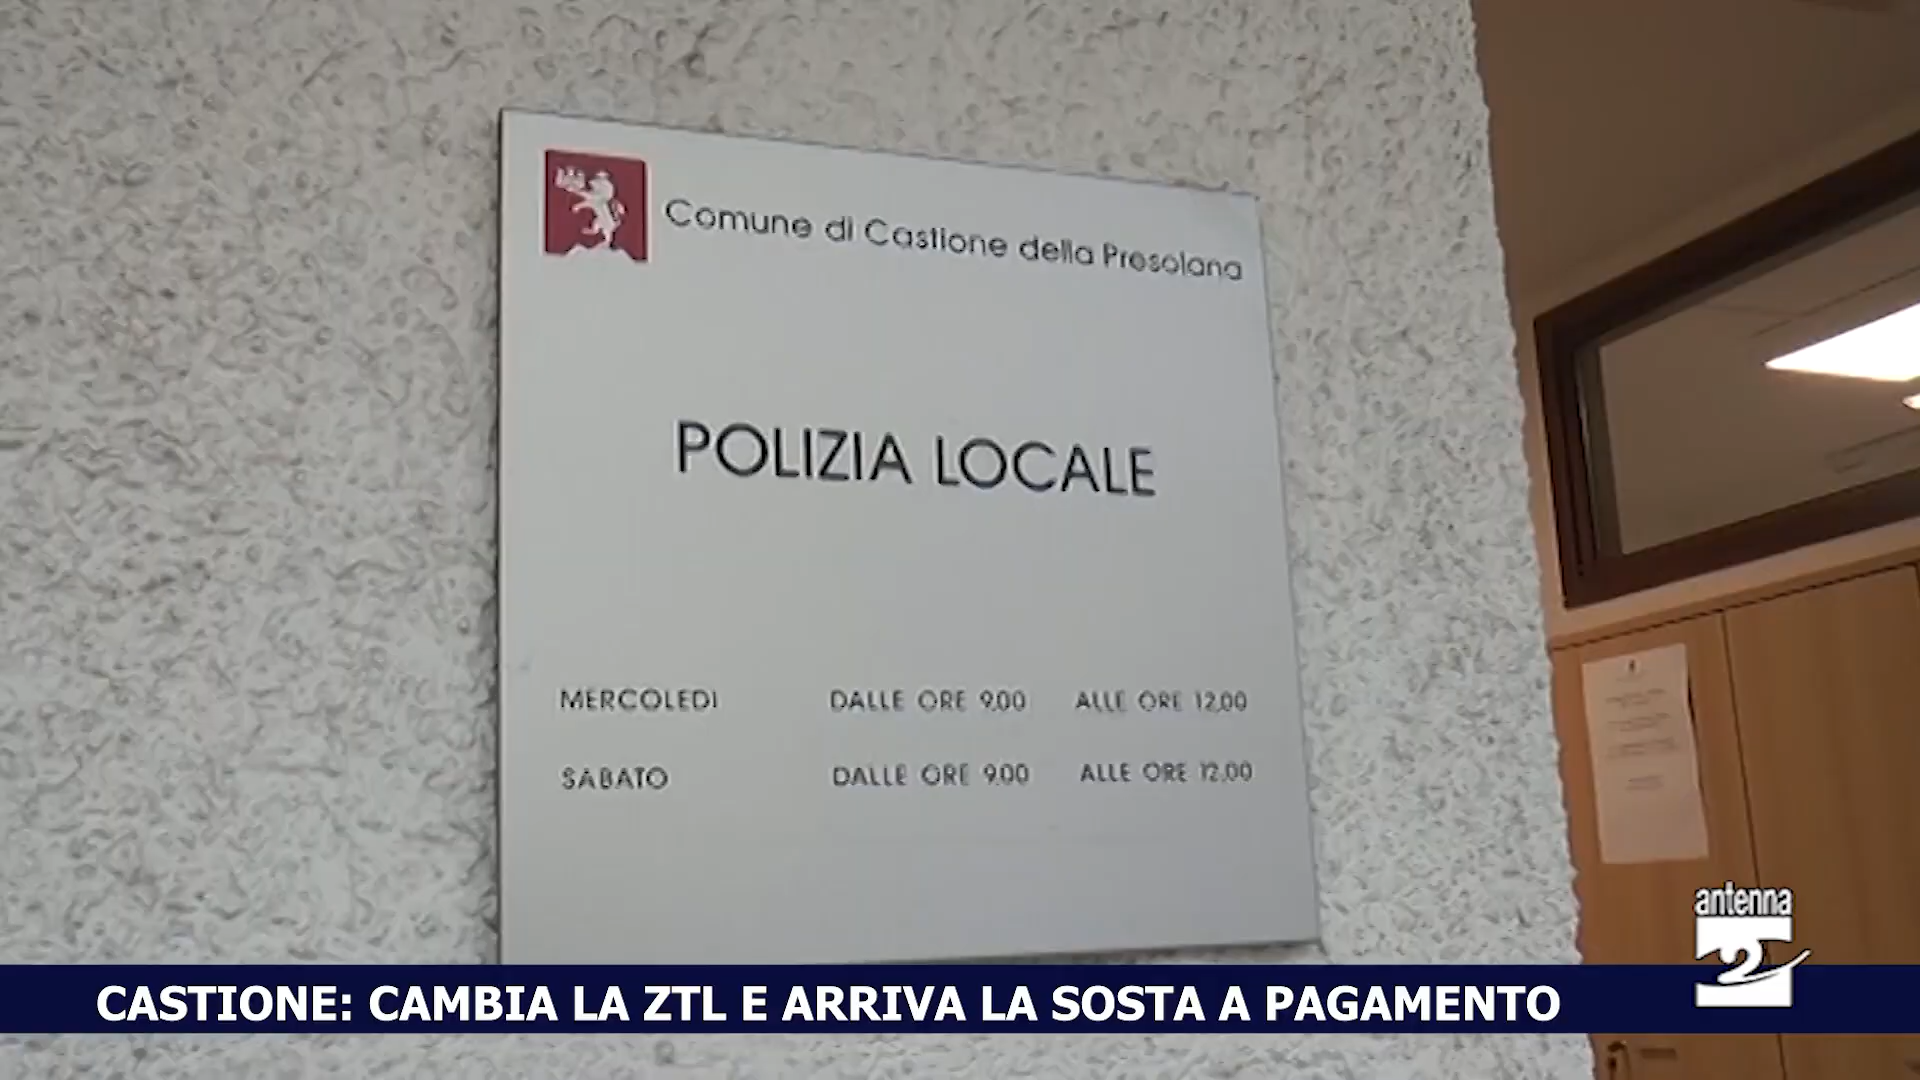 Comune di Castione della Presolana
POLIZIA LOCALE
MERCOLEDI DALLE ORE 9.00 ALLE ORE 12.00
SABATO DALLE ORE 9.00 ALLE ORE 12.00
antenna
2
CASTIONE: CAMBIA LA ZTL E ARRIVA LA SOSTA A PAGAMENTO